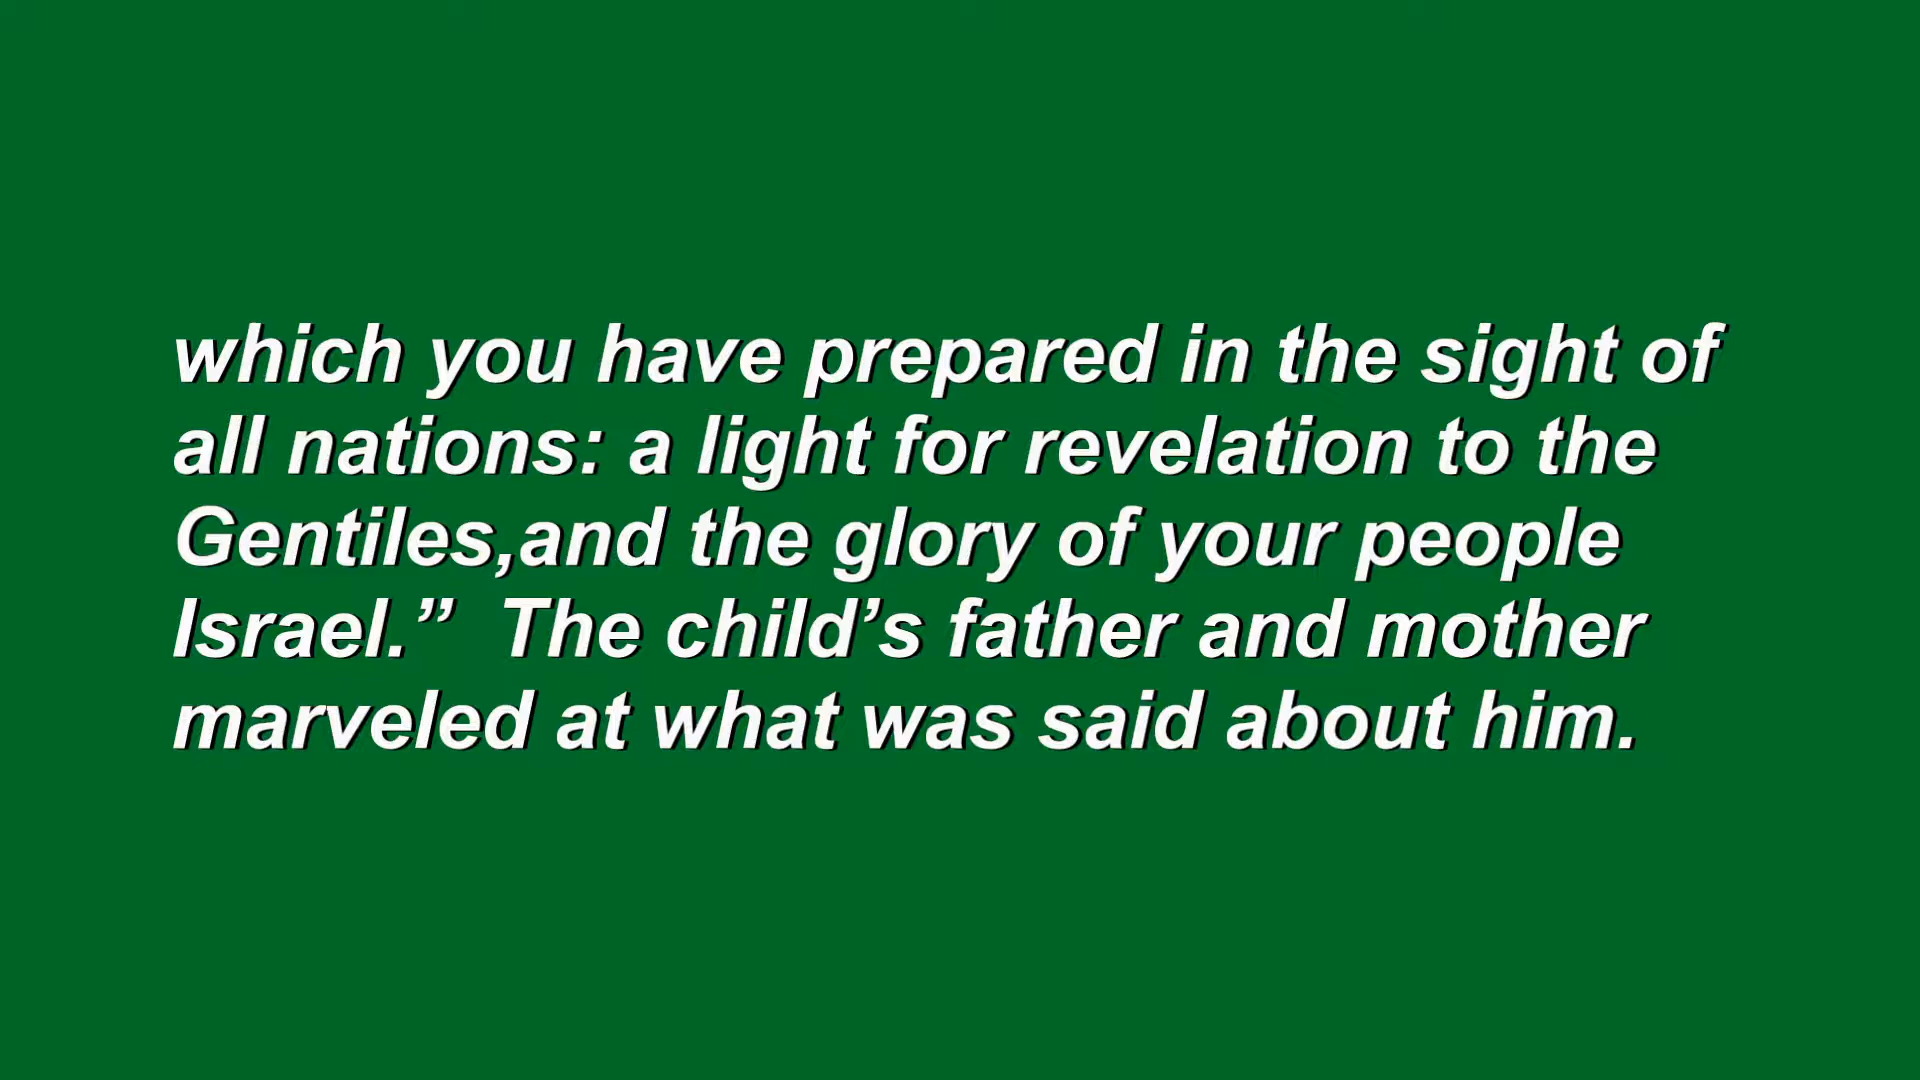 which you have prepared in the sight of
all nations: a light for revelation to the
Gentiles,and the glory of your people
Israel.”  The child’s father and mother
marveled at what was said about him.